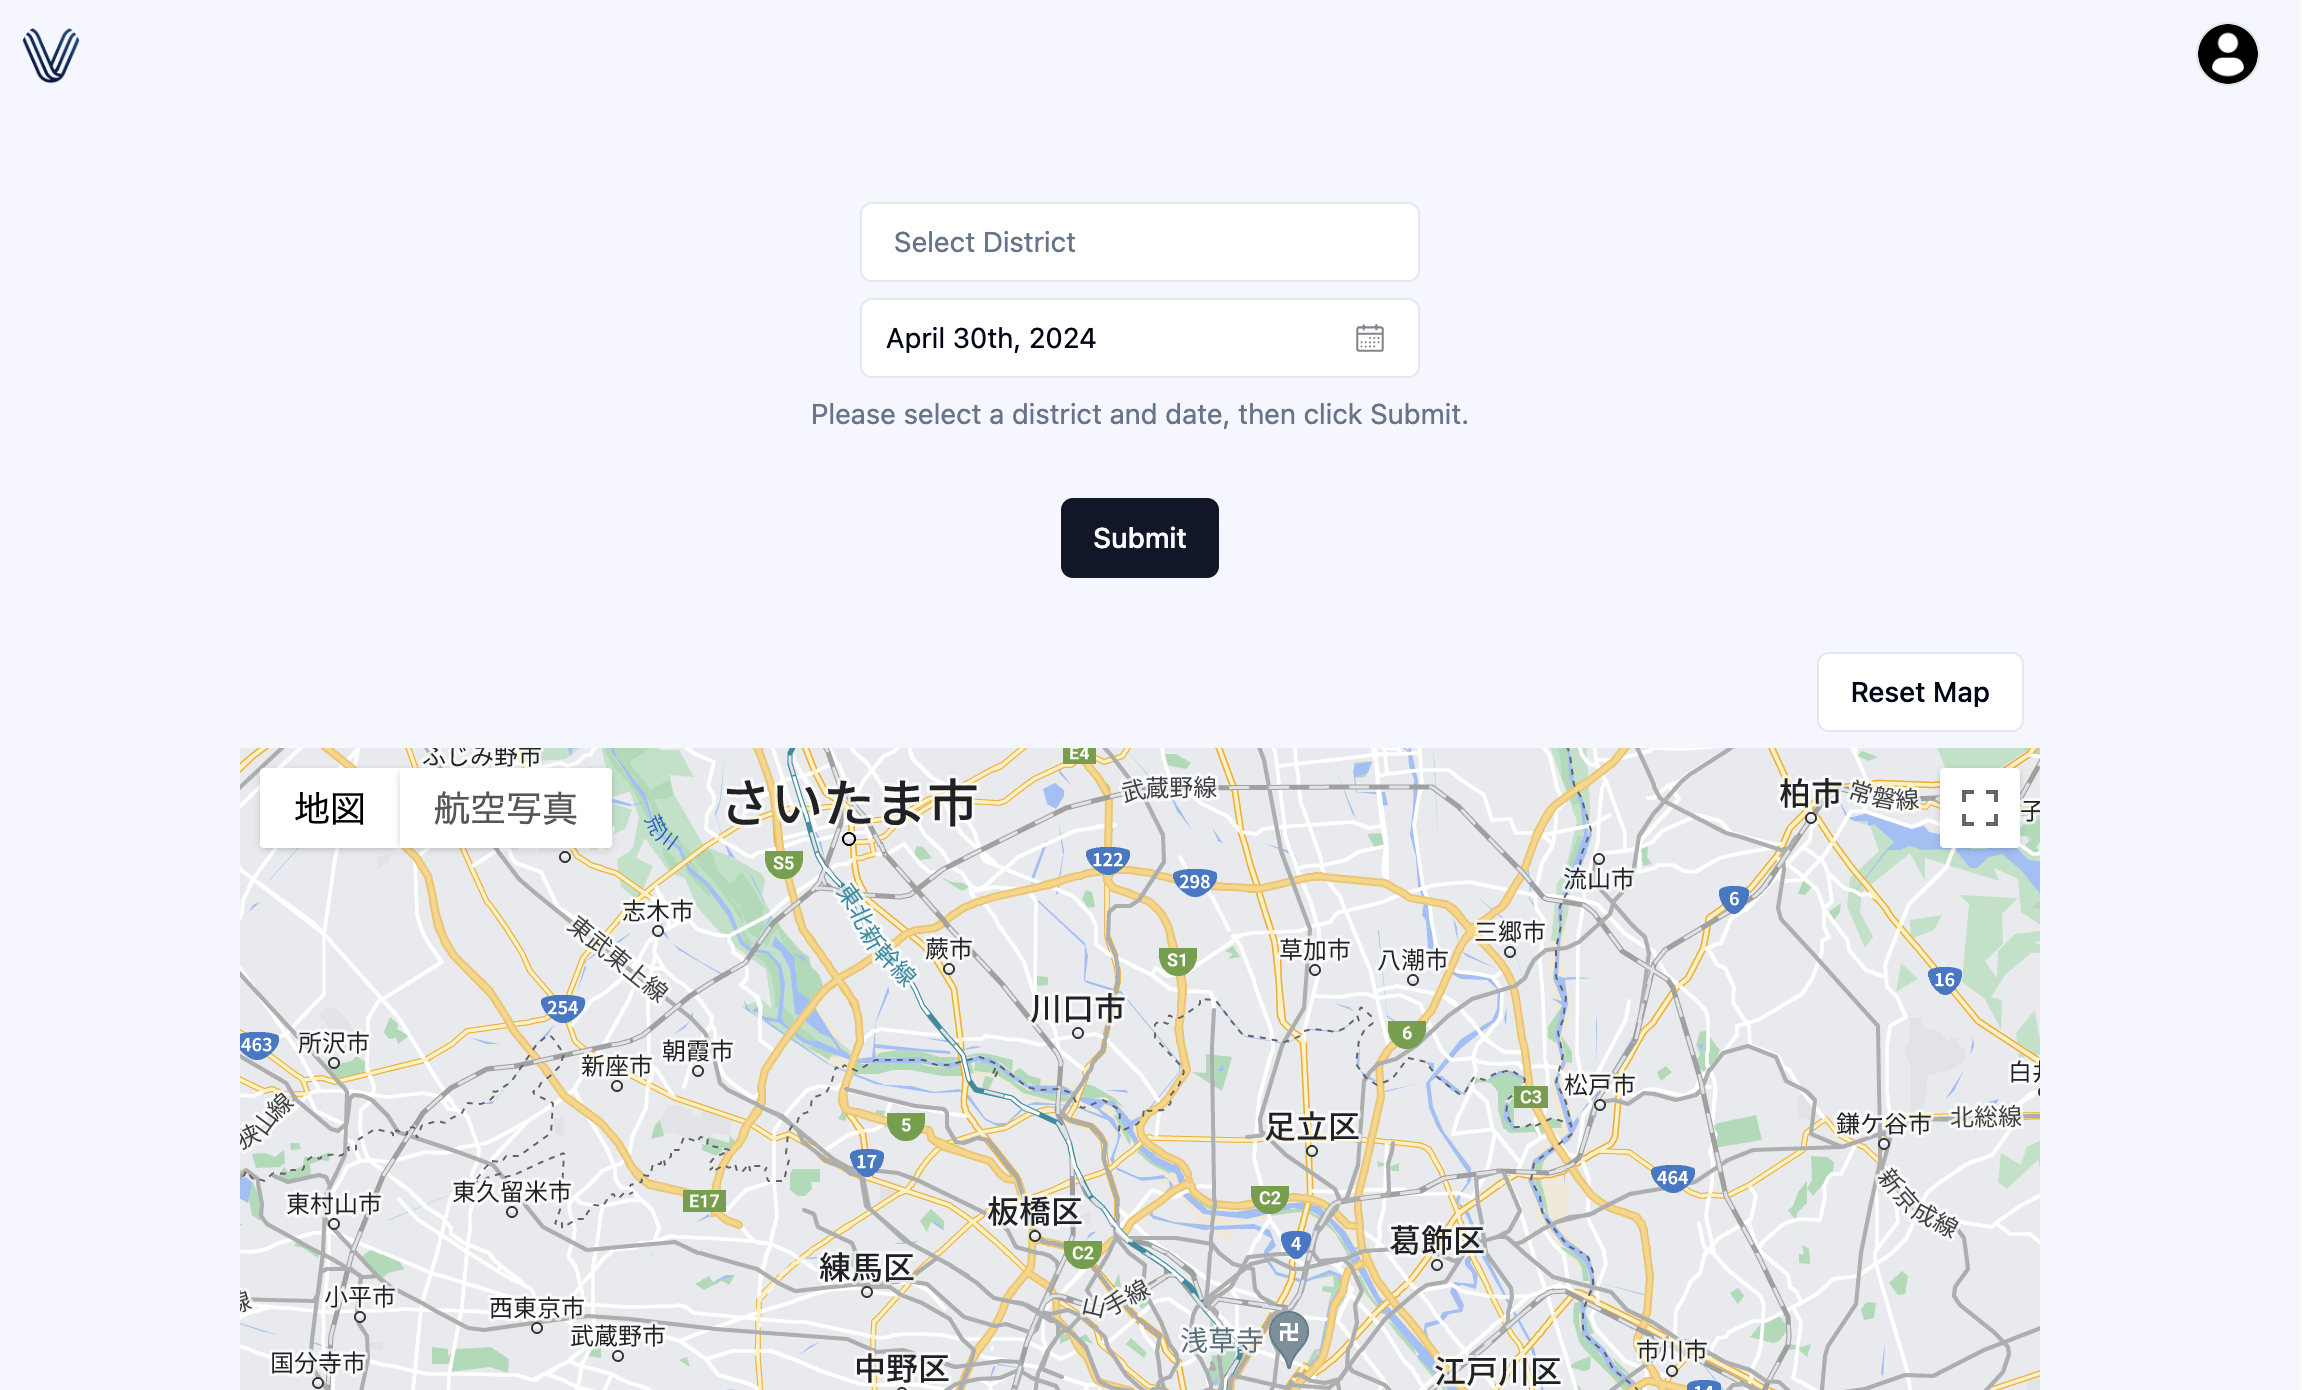 Select District
April 30th, 2024
Please select a district and date, then click Submit.
Submit
Reset Map
ふじみ野市
E4
地図
航空写真
さいたま市
武蔵野線
柏市
常磐線
子
荒川
S5
122
298
流山市
6
志木市
東武東上線
東北新幹線
蕨市
S1
草加市
八潮市
三郷市
16
254
川口市
6
463
所沢市
新座市
朝霞市
白井
狭山線
5
C3
松戸市
足立区
鎌ケ谷市
北総線
17
464
東村山市
東久留米市
E17
板橋区
C2
新京成線
4
葛飾区
C2
練馬区
山手線
線
小平市
西東京市
武蔵野市
浅草寺
国分寺市
中野区
江戸川区
市川市
14